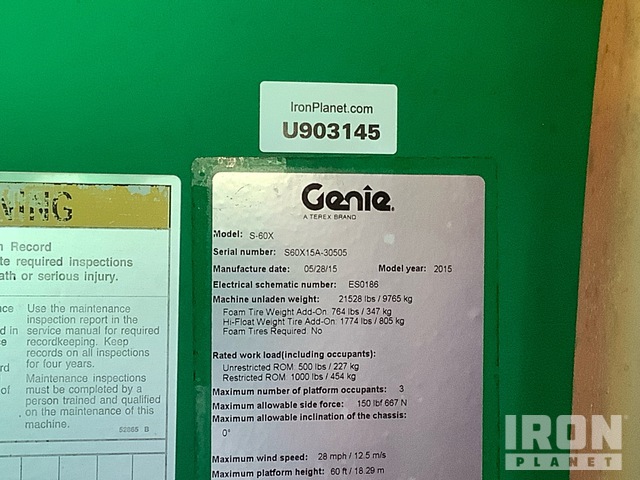 IronPlanet.com
U903145
Genie
A TEREX BRAND
Model: S-60X
Serial number: S60X15A-30505
Manufacture date: 05/28/15 Model year: 2015
Electrical schematic number: ES0186
Machine unladen weight: 21528 lbs / 9765 kg
Foam Tire Weight Add-On: 764 lbs / 347 kg
Hi-Float Weight Tire Add-On: 1774 lbs / 805 kg
Foam Tires Required: No
Rated work load(including occupants):
Unrestricted ROM: 500 lbs / 227 kg
Restricted ROM: 1000 lbs / 454 kg
Maximum number of platform occupants: 3
Maximum allowable side force: 150 lbf 667 N
Maximum allowable inclination of the chassis:
0°
Maximum wind speed: 28 mph / 12.5 m/s
Maximum platform height: 60 ft / 18.29 m
Record
required inspections
or serious injury.
Use the maintenance
inspection report in the
service manual for required
recordkeeping. Keep
records on all inspections
for four years.
Maintenance inspections
must be completed by a
person trained and qualified
on the maintenance of this
machine.
52865 B
in
of
IRON
PLANET